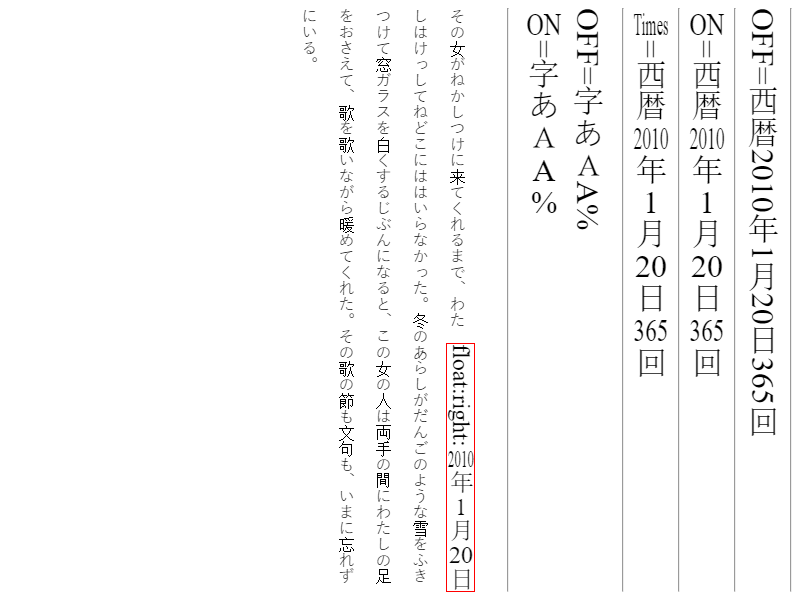 OFF=西暦2010年1月20日365回
ON=西暦2010年1月20日365回
Times=西暦2010年1月20日365回
OFF=字あＡA%
ON=字あＡA%
その女がねかしつけに来てくれるまで、わた
float:right: 2010年1月20日
しはけっしてねどこにははいらなかった。冬のあらしがだんごのような雪をふき
つけて窓ガラスを白くするじぶんになると、この女の人は両手の間にわたしの足
をおさえて、歌を歌いながら暖めてくれた。その歌の節も文句も、いまに忘れず
にいる。